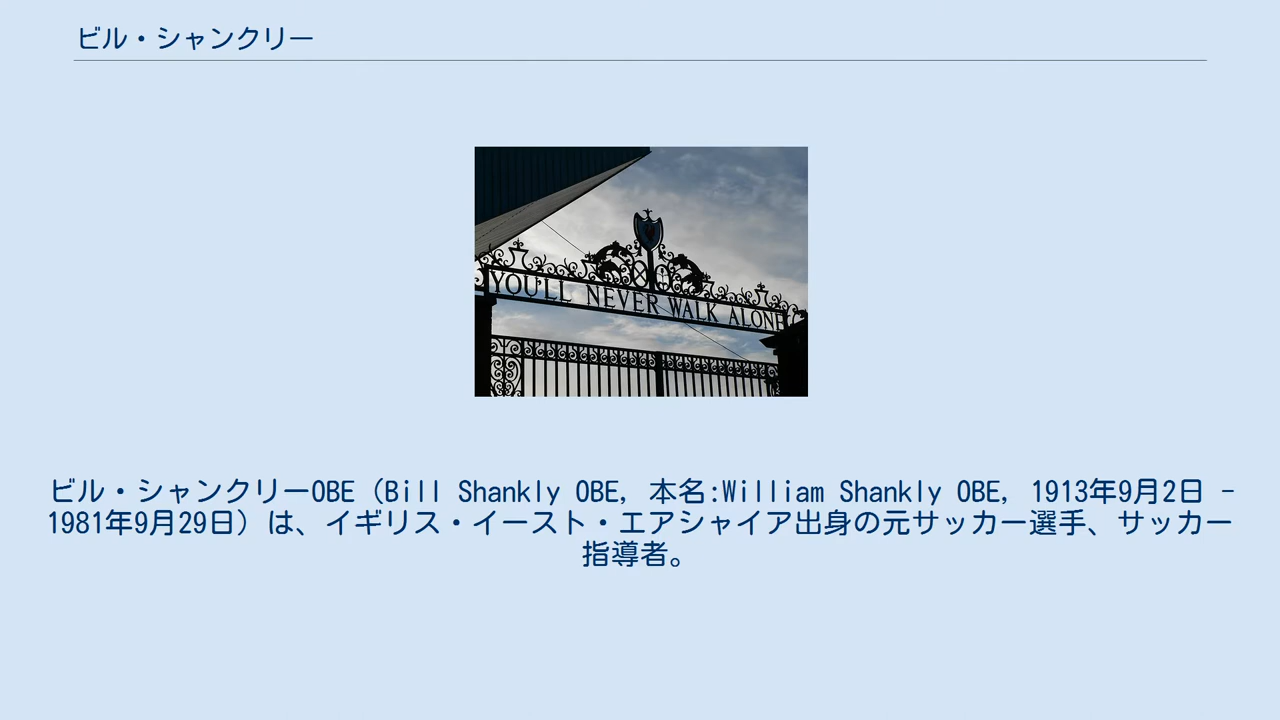 ビル・シャンクリー
YOU'LL NEVER WALK ALONE
ビル・シャンクリーOBE（Bill Shankly OBE, 本名:William Shankly OBE, 1913年9月2日 -
1981年9月29日）は、イギリス・イースト・エアシャイア出身の元サッカー選手、サッカー
指導者。